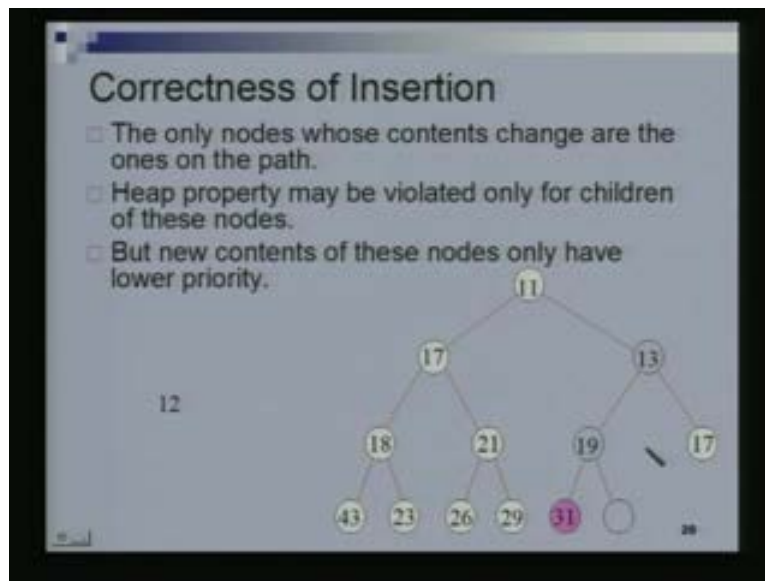 Correctness of Insertion
The only nodes whose contents change are the
ones on the path.
Heap property may be violated only for children
of these nodes.
But new contents of these nodes only have
lower priority.
11
17 13
12
18 21 19 17
43 23 26 29 31